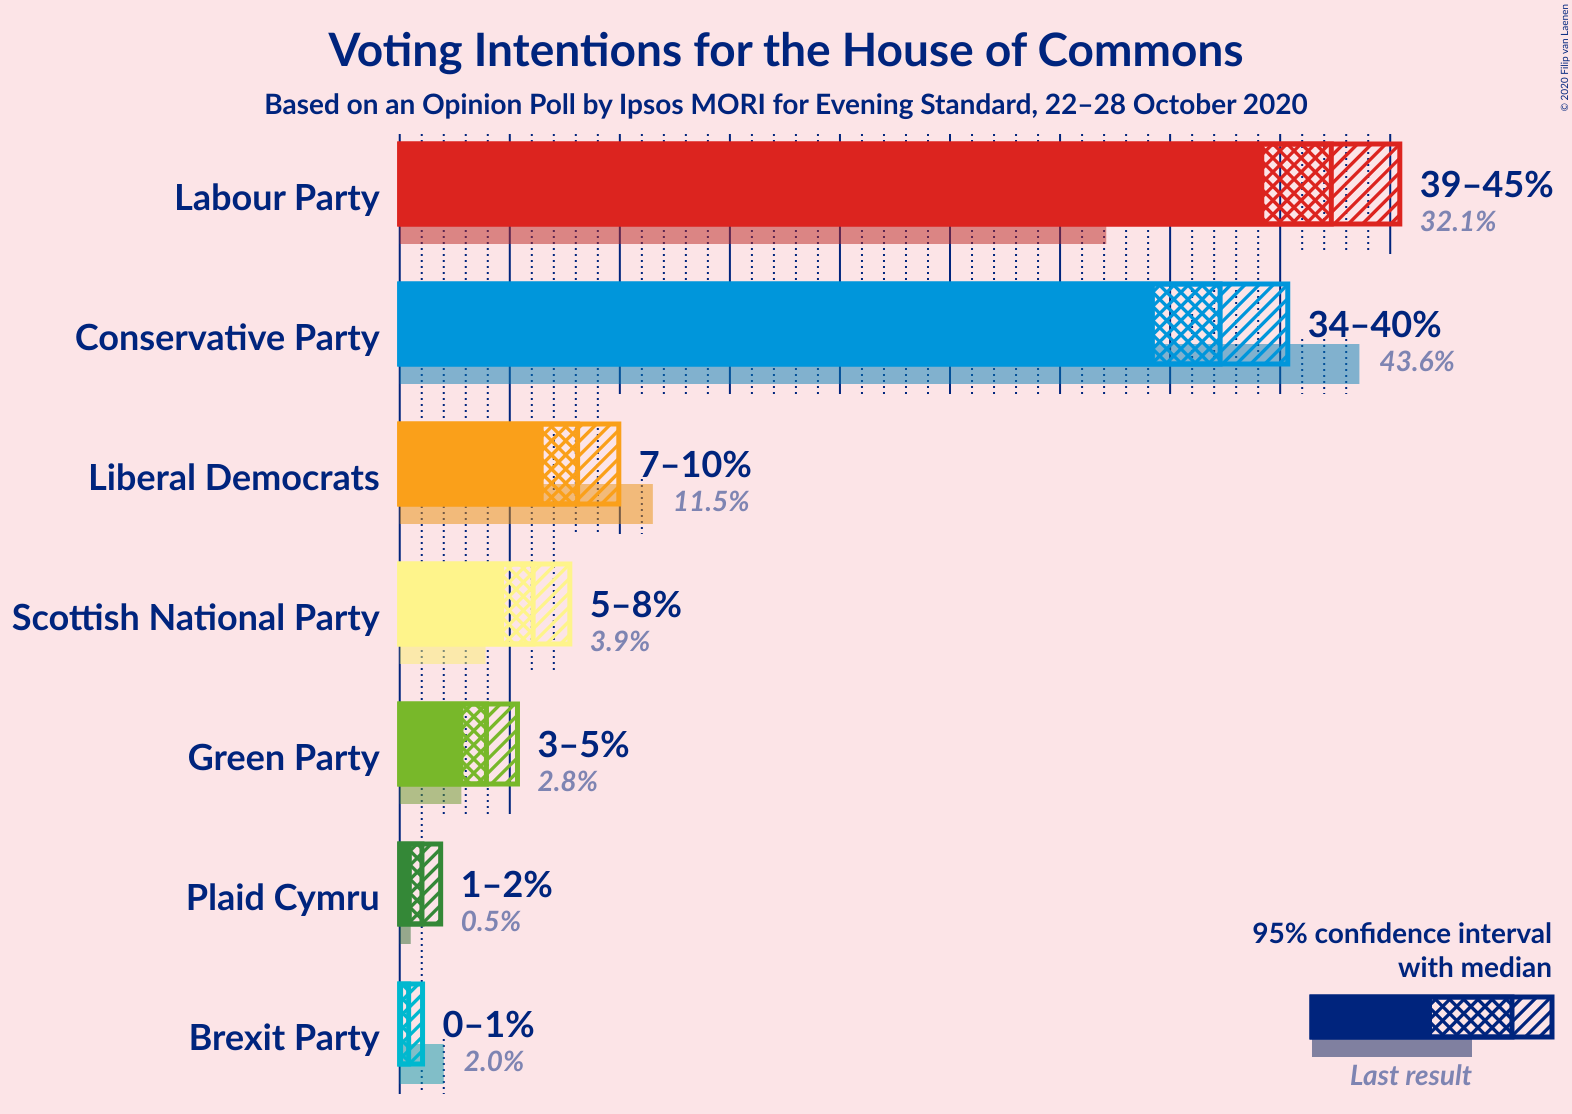 Voting Intentions for the House of Commons
Based on an Opinion Poll by Ipsos MORI for Evening Standard, 22–28 October 2020
© 2020 Filip van Laenen
Labour Party
39–45%
32.1%
Conservative Party
34–40%
43.6%
Liberal Democrats
7–10%
11.5%
Scottish National Party
5–8%
3.9%
Green Party
3–5%
2.8%
Plaid Cymru
1–2%
0.5%
Brexit Party
0–1%
2.0%
95% confidence interval
with median
Last result